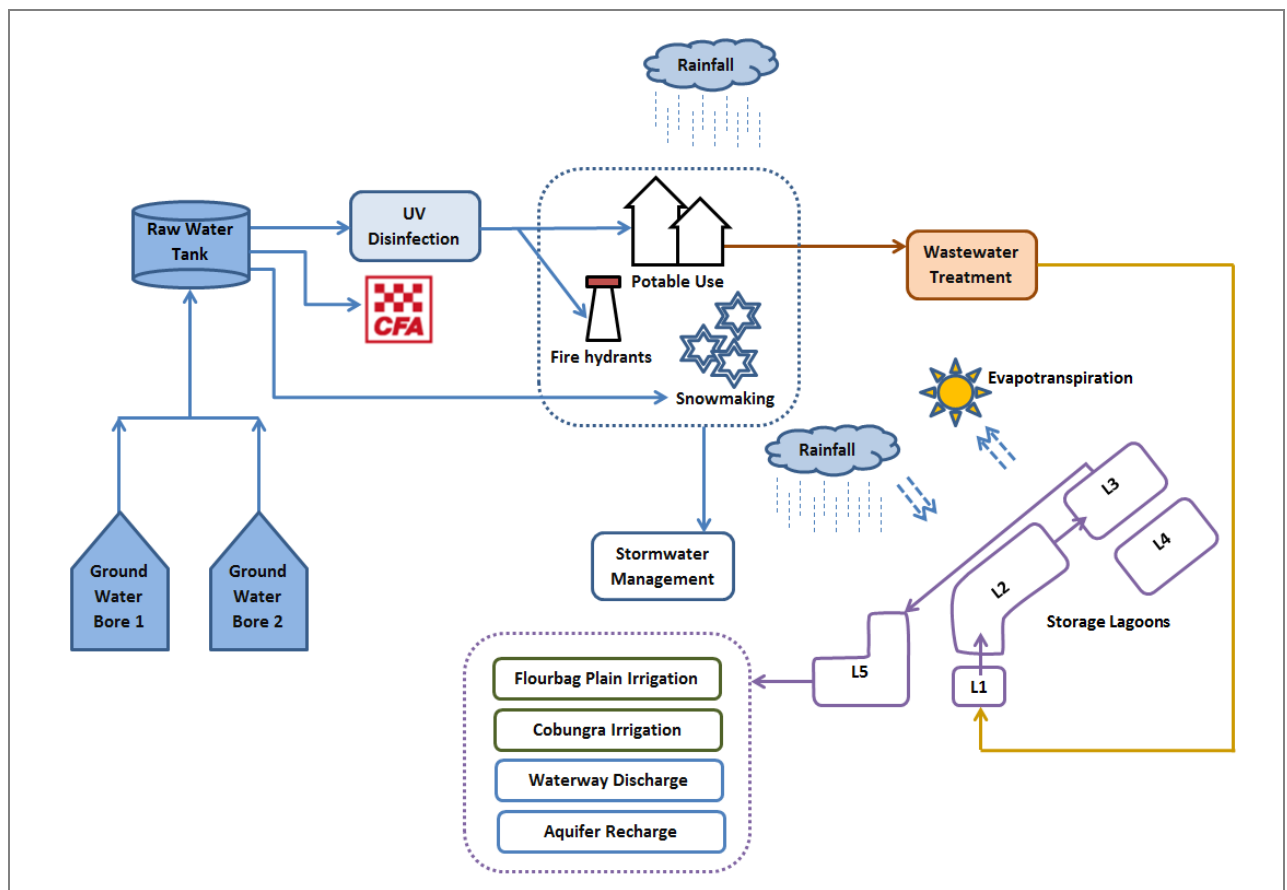 Rainfall
Raw Water
Tank
UV
Disinfection
CFA
Potable Use
Fire hydrants
Snowmaking
Wastewater
Treatment
Evapotranspiration
Rainfall
Ground
Water
Bore 1
Ground
Water
Bore 2
Stormwater
Management
L3
L4
L2
Storage Lagoons
L1
L5
Flourbag Plain Irrigation
Cobungra Irrigation
Waterway Discharge
Aquifer Recharge